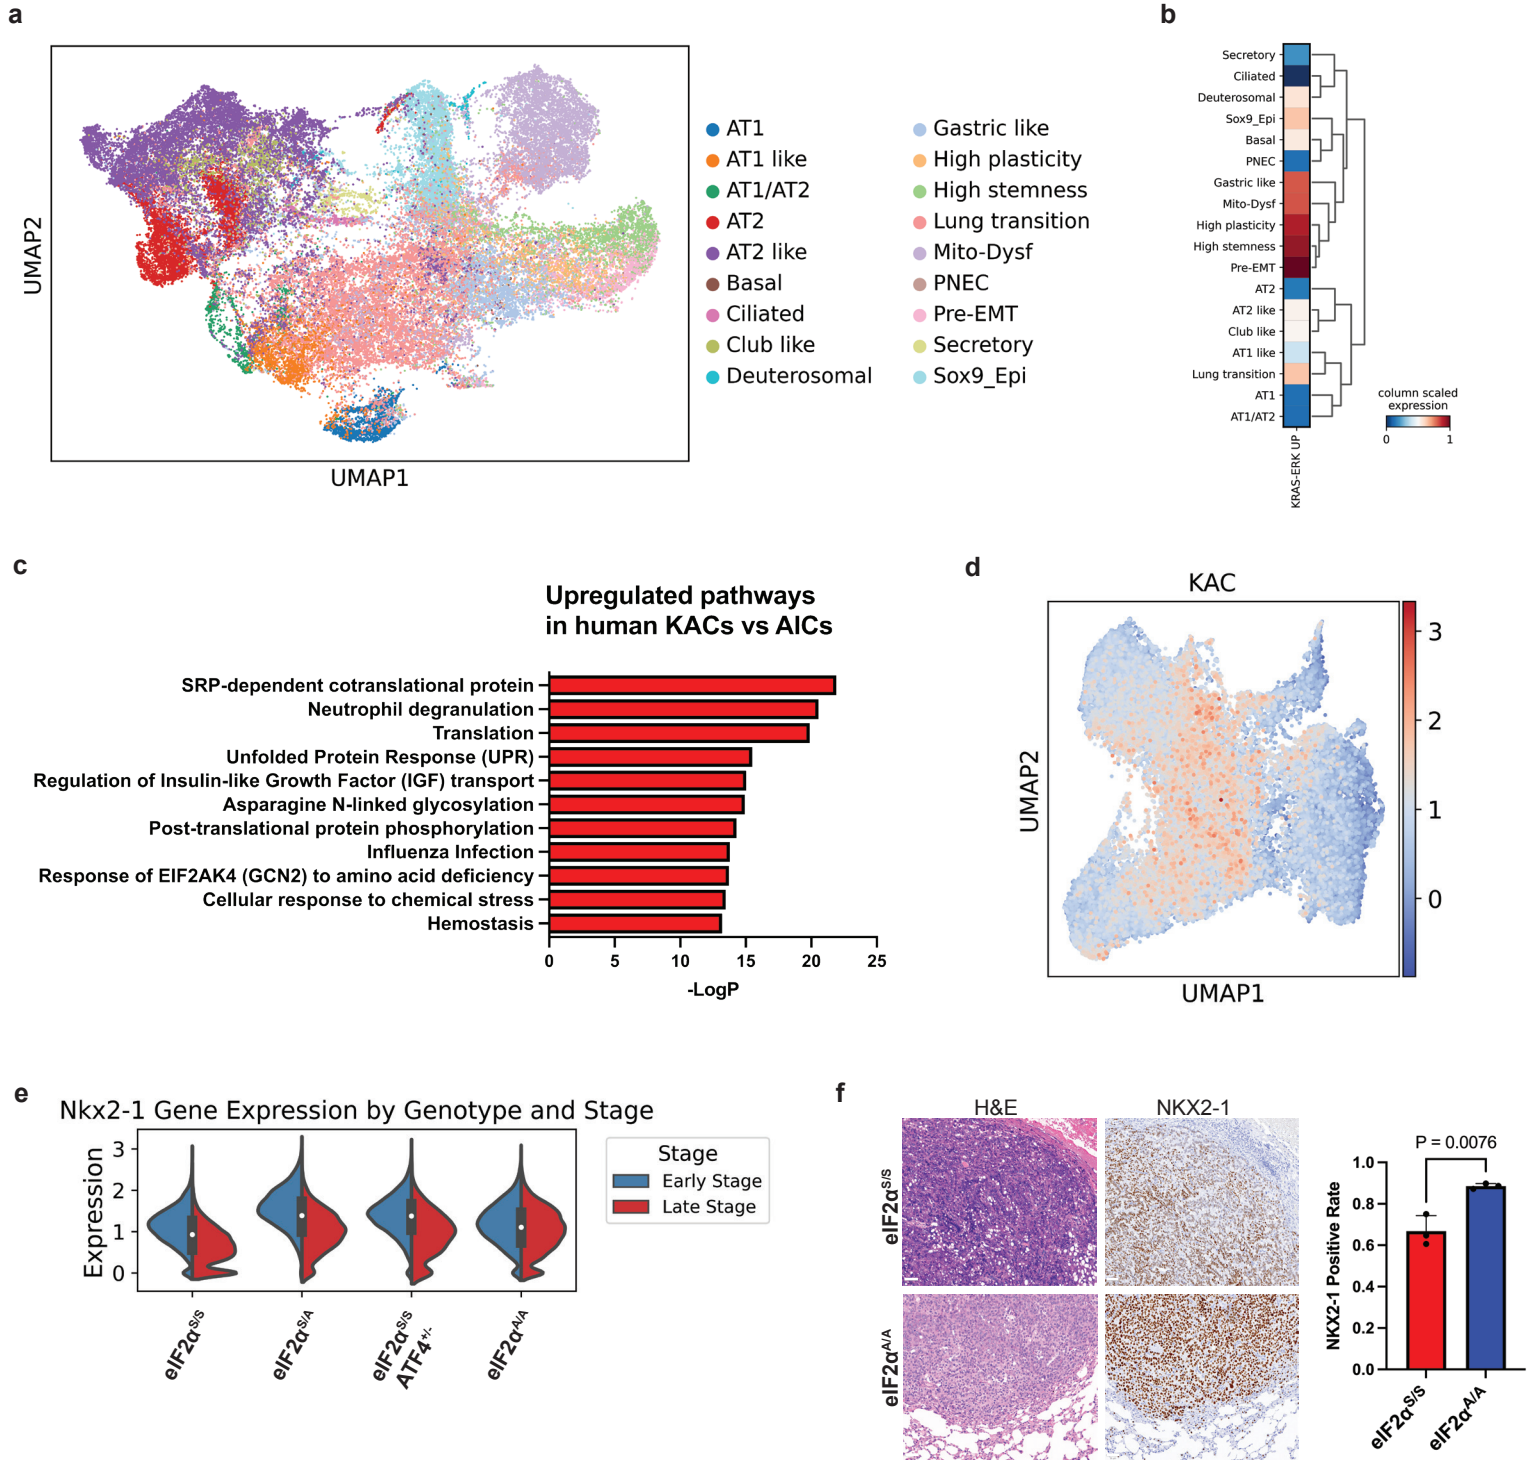 a
UMAP2
UMAP1
AT1
AT1 like
AT1/AT2
AT2
AT2 like
Basal
Ciliated
Club like
Deuterosomal
Gastric like
High plasticity
High stemness
Lung transition
Mito-Dysf
PNEC
Pre-EMT
Secretory
Sox9_Epi
b
Secretory
Ciliated
Deuterosomal
Sox9_Epi
Basal
PNEC
Gastric like
Mito-Dysf
High plasticity
High stemness
Pre-EMT
AT2
AT2 like
Club like
AT1 like
Lung transition
AT1
AT1/AT2
KRAS-ERK UP
column scaled
expression
0 1
c
Upregulated pathways
in human KACs vs AICs
SRP-dependent cotranslational protein
Neutrophil degranulation
Translation
Unfolded Protein Response (UPR)
Regulation of Insulin-like Growth Factor (IGF) transport
Asparagine N-linked glycosylation
Post-translational protein phosphorylation
Influenza Infection
Response of EIF2AK4 (GCN2) to amino acid deficiency
Cellular response to chemical stress
Hemostasis
0 5 10 15 20 25
-LogP
d
KAC
UMAP2
UMAP1
3
2
1
0
e
Nkx2-1 Gene Expression by Genotype and Stage
Expression
3
2
1
0
eIF2αS/S
eIF2αS/A
eIF2αS/S
ATF4+/-
eIF2αA/A
Stage
Early Stage
Late Stage
f
H&E
NKX2-1
eIF2αS/S
eIF2αA/A
P = 0.0076
NKX2-1 Positive Rate
1.0
0.8
0.6
0.4
0.2
0.0
eIF2αS/S
eIF2αA/A